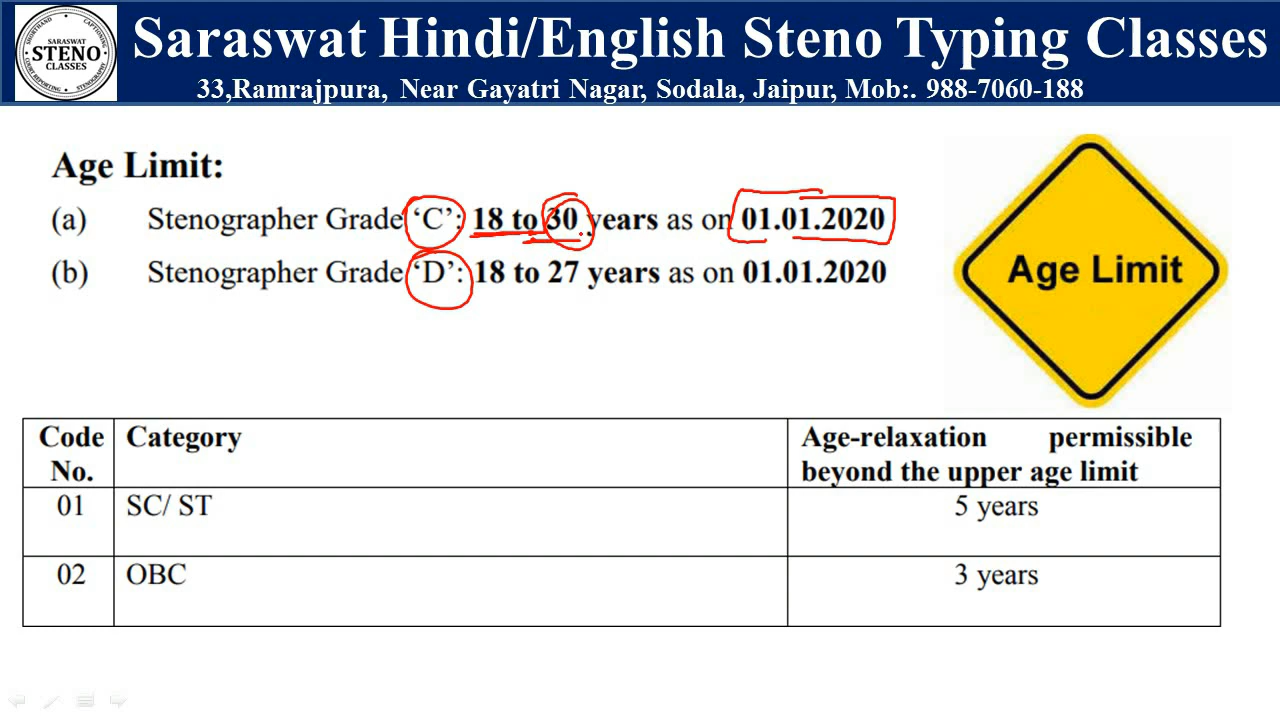 Saraswat Hindi/English Steno Typing Classes
33,Ramrajpura, Near Gayatri Nagar, Sodala, Jaipur, Mob:. 988-7060-188
SARASWAT
STENO
CLASSES
Age Limit:
(a) Stenographer Grade 'C': 18 to 30 years as on 01.01.2020
(b) Stenographer Grade 'D': 18 to 27 years as on 01.01.2020
Age Limit
Code No. Category Age-relaxation permissible beyond the upper age limit
01 SC/ ST 5 years
02 OBC 3 years